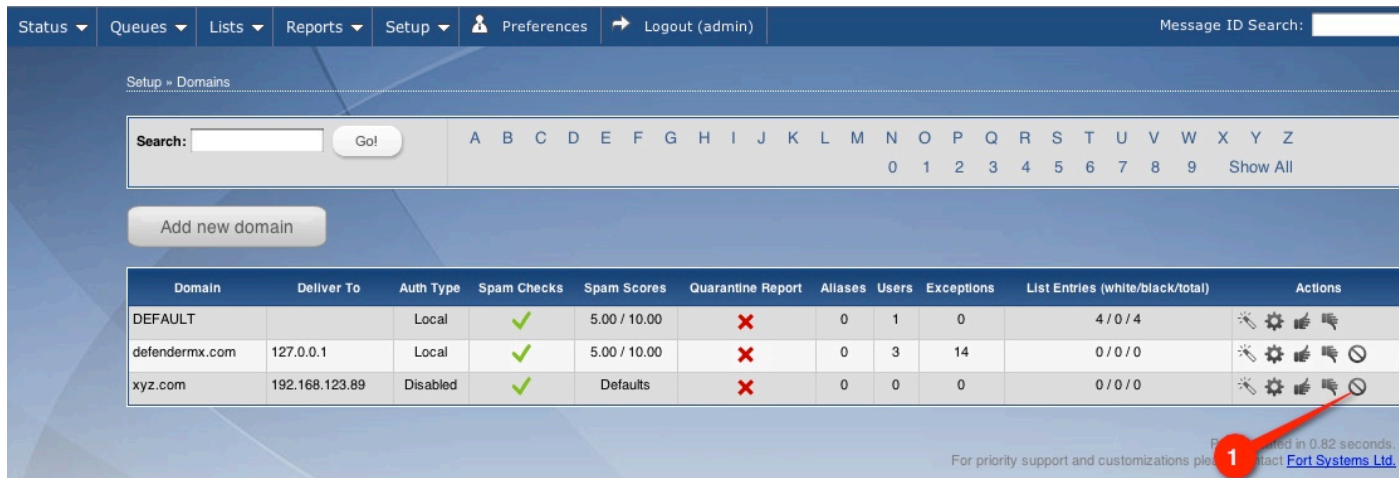 Status Queues Lists Reports Setup Preferences Logout (admin) Message ID Search:
Setup » Domains
Search: Go! A B C D E F G H I J K L M N O P Q R S T U V W X Y Z
0 1 2 3 4 5 6 7 8 9 Show All
Add new domain
Domain Deliver To Auth Type Spam Checks Spam Scores Quarantine Report Aliases Users Exceptions List Entries (white/black/total) Actions
DEFAULT Local 5.00 / 10.00 0 1 0 4 / 0 / 4
defendermx.com 127.0.0.1 Local 5.00 / 10.00 0 3 14 0 / 0 / 0
xyz.com 192.168.123.89 Disabled Defaults 0 0 0 0 / 0 / 0
1
in 0.82 seconds.
For priority support and customizations Fort Systems Ltd.